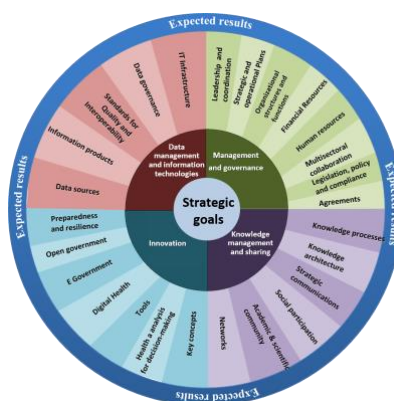 Expected results
Expected results
Expected results
Expected results
Strategic
goals
Data
management
and information
technologies
Management
and governance
Knowledge
management
and sharing
Innovation
IT Infrastructure
Data governance
Standards for
Quality and
Interoperability
Information products
Data sources
Leadership and
coordination
Strategic and
operational Plans
Organizational
structures and
functions
Financial Resources
Human resources
Multisectoral
collaboration
Legislation, policy
and compliance
Agreements
Knowledge processes
Knowledge
architecture
Strategic
communications
Social participation
Academic & scientific
community
Networks
Key concepts
Health a analysis
for decision-making
Tools
Digital Health
E Government
Open government
Preparedness
and resilience